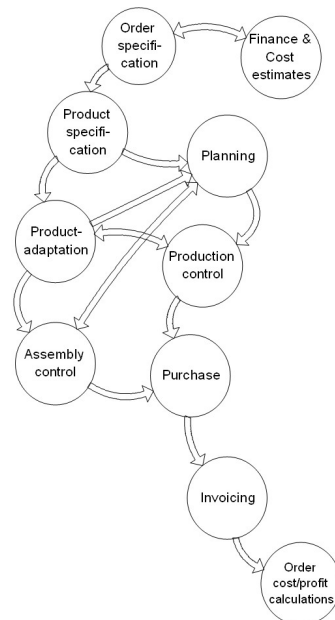 Order
specifi-
cation
Finance &
Cost
estimates
Product
specifi-
cation
Planning
Product-
adaptation
Production
control
Assembly
control
Purchase
Invoicing
Order
cost/profit
calculations